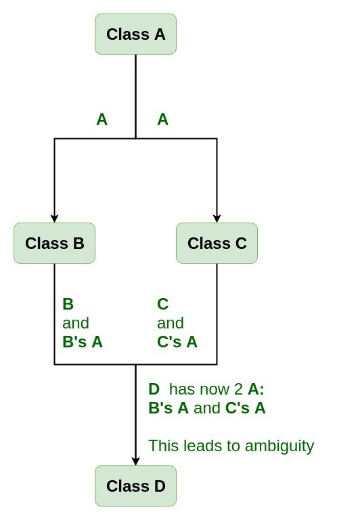 Class A
A A
Class B Class C
B
and
B's A
C
and
C's A
D has now 2 A:
B's A and C's A
This leads to ambiguity
Class D